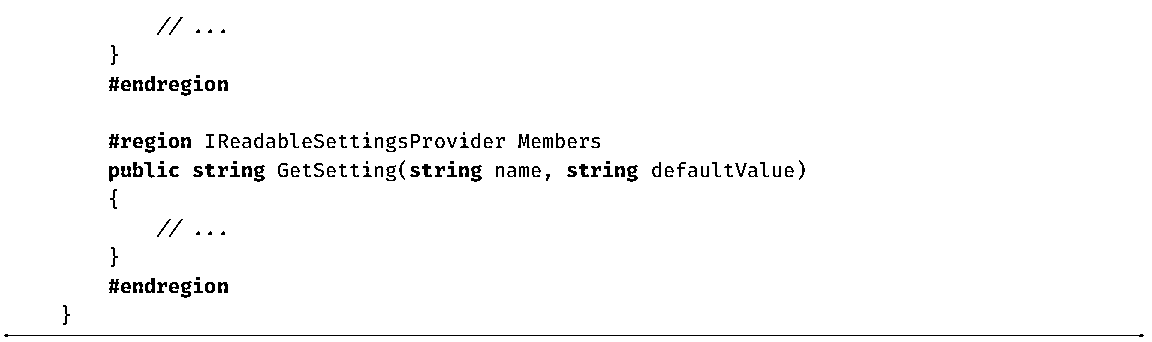 // ...
}
#endregion
#region IReadableSettingsProvider Members
public string GetSetting(string name, string defaultValue)
{
// ...
}
#endregion
}